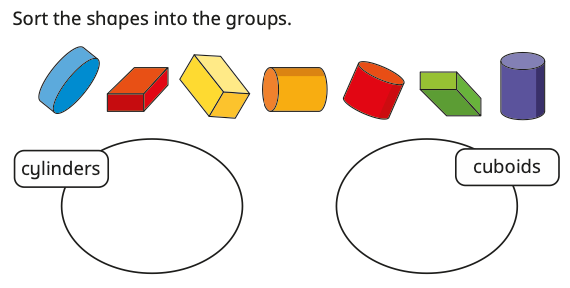 Sort the shapes into the groups.
cylinders
cuboids